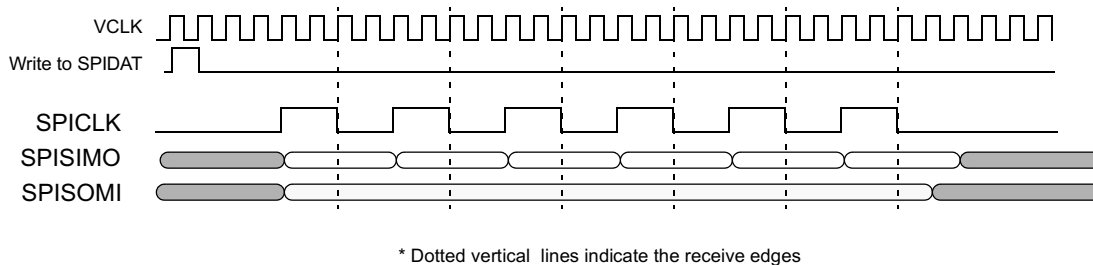 VCLK
Write to SPIDAT
SPICLK
SPISIMO
SPISOMI
* Dotted vertical lines indicate the receive edges